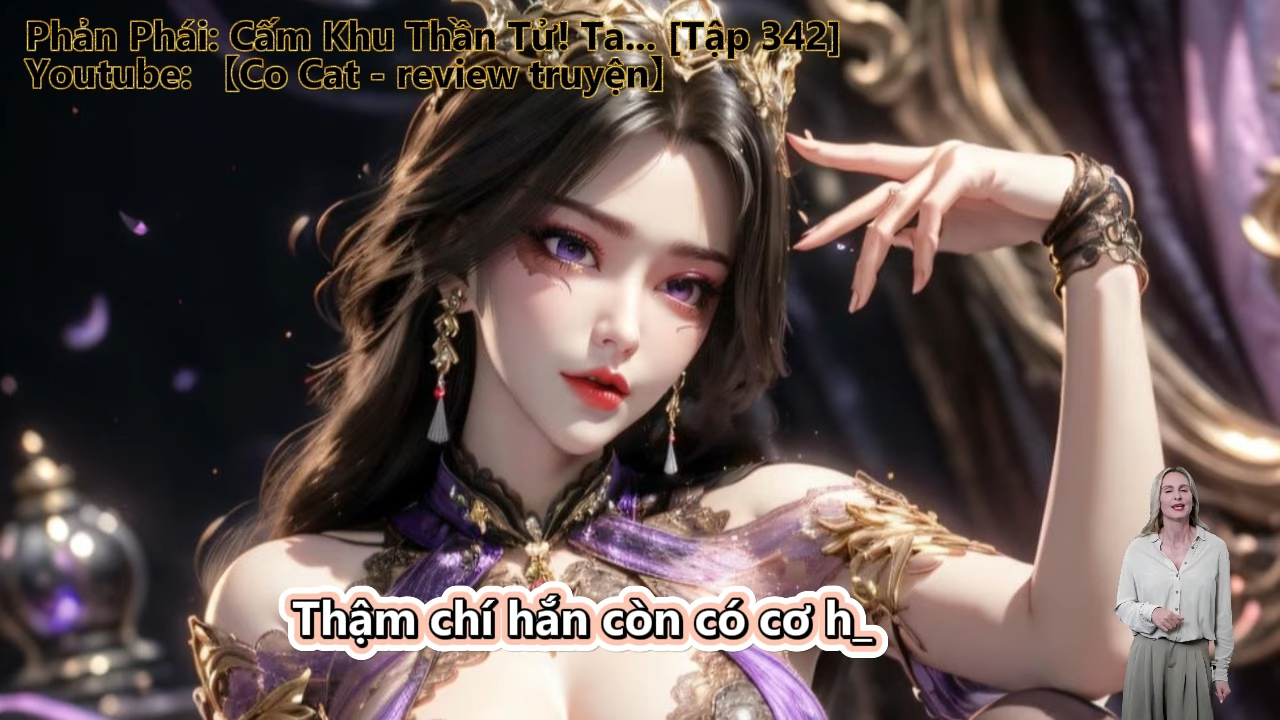 Phản Phái: Cấm Khu Thần Tử! Ta... [Tập 342]
Youtube: 【Co Cat - review truyện】
Thậm chí hắn còn có cơ h_